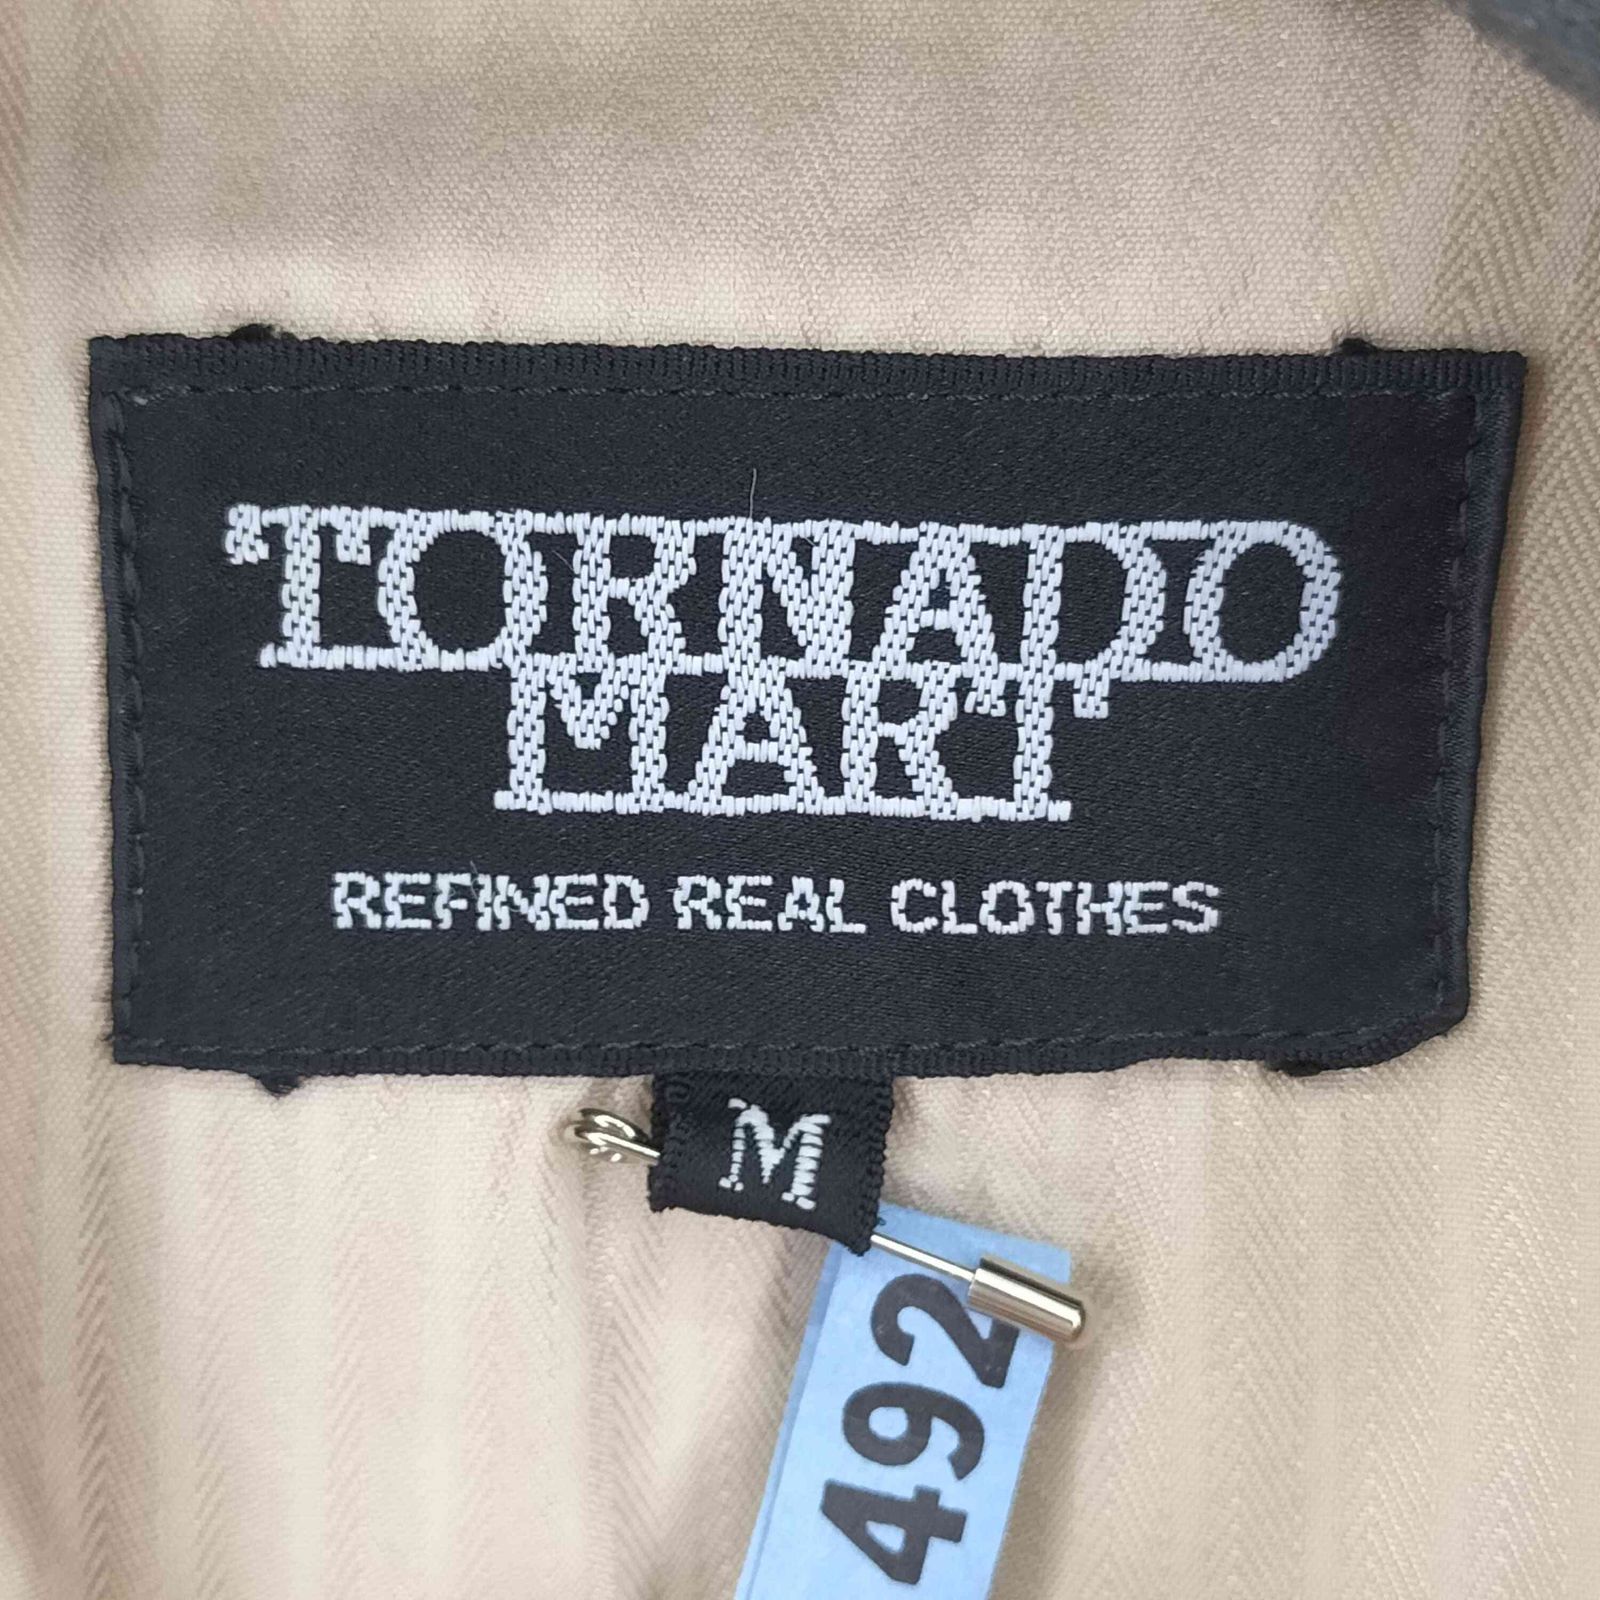 TORNADO
MART
REFINED REAL CLOTHES
M
492